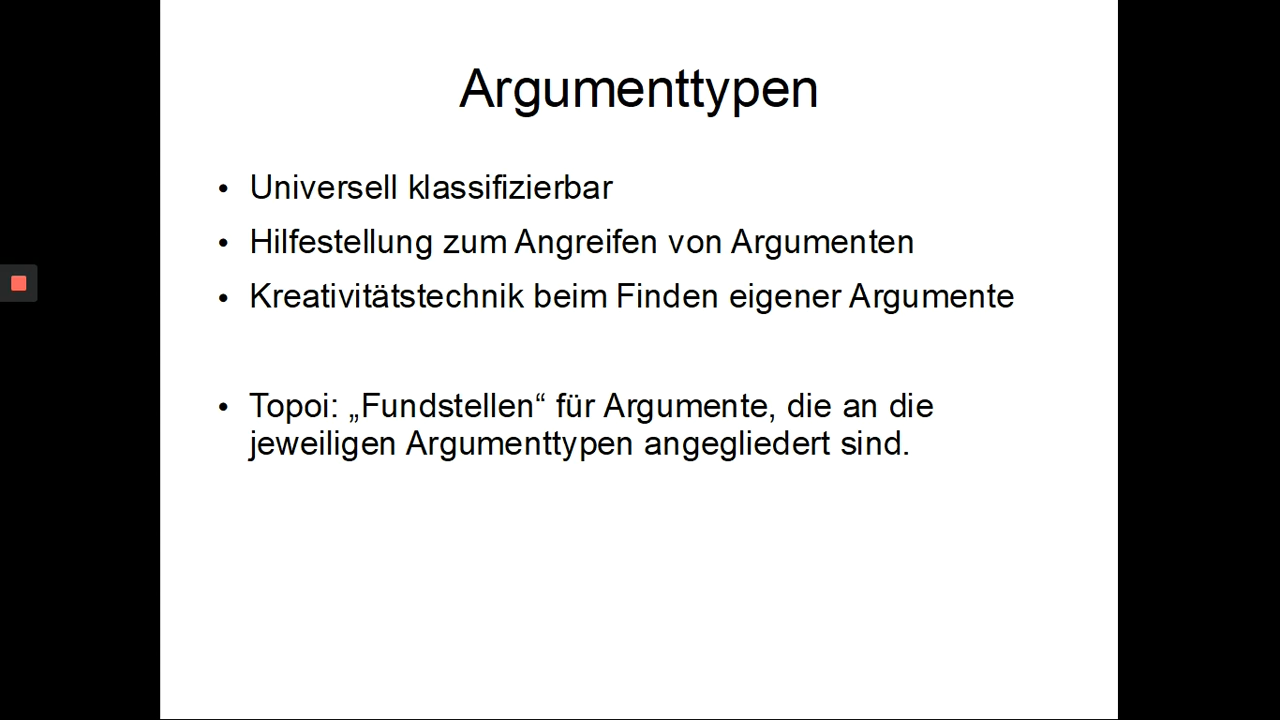 Argumenttypen
• Universell klassifizierbar
• Hilfestellung zum Angreifen von Argumenten
• Kreativitätstechnik beim Finden eigener Argumente
• Topoi: „Fundstellen“ für Argumente, die an die
jeweiligen Argumenttypen angegliedert sind.